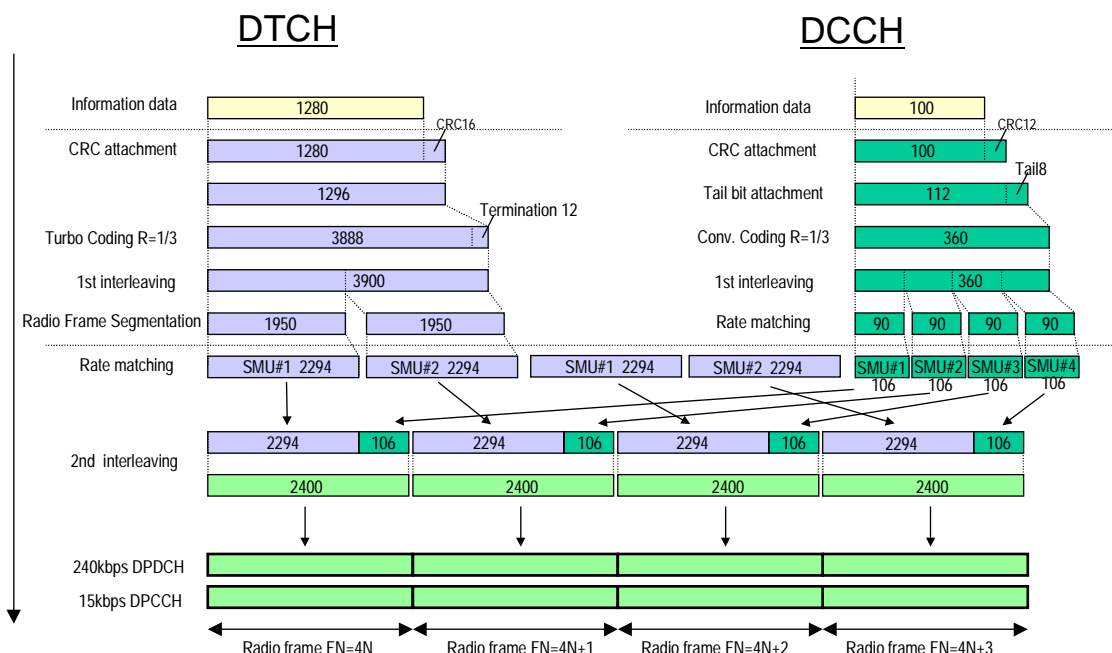 DTCH DCCH
Information data 1280 Information data 100
CRC16 CRC12
CRC attachment 1280 CRC attachment 100
Tail8
1296 Tail bit attachment 112
Termination 12
Turbo Coding R=1/3 3888 Conv. Coding R=1/3 360
1st interleaving 3900 1st interleaving 360
Radio Frame Segmentation 1950 1950 Rate matching 90 90 90 90
Rate matching SMU#1 2294 SMU#2 2294 SMU#1 2294 SMU#2 2294 SMU#1 SMU#2 SMU#3 SMU#4
106 106 106 106
2294 106 2294 106 2294 106 2294 106
2nd interleaving
2400 2400 2400 2400
240kbps DPDCH
15kbps DPCCH
Radio frame FN=4N Radio frame FN=4N+1 Radio frame FN=4N+2 Radio frame FN=4N+3